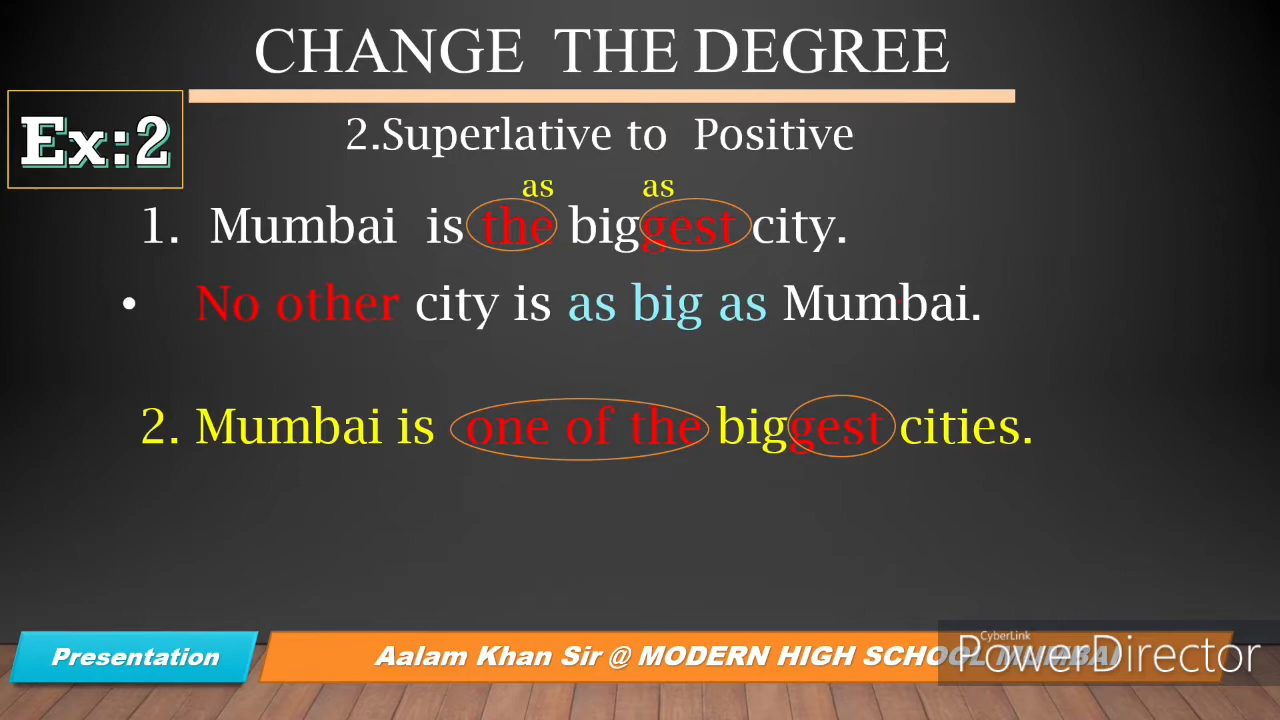 CHANGE THE DEGREE
Ex:2
2.Superlative to Positive
as as
1. Mumbai is the biggest city.
• No other city is as big as Mumbai.
2. Mumbai is one of the biggest cities.
Presentation
Aalam Khan Sir @ MODERN HIGH SCHOOL MUMBAI
CyberLink
PowerDirector